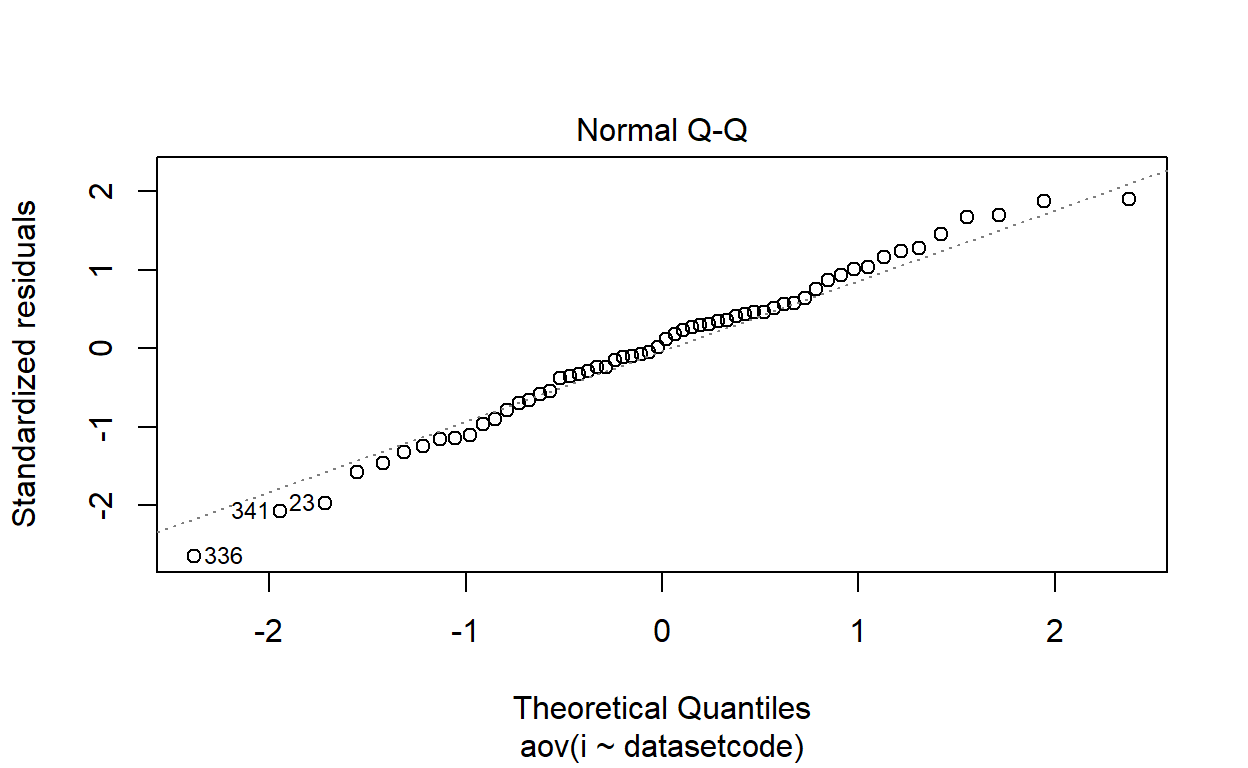 Normal Q-Q
Standardized residuals
2
1
0
-1
-2
341
23
336
-2 -1 0 1 2
Theoretical Quantiles
aov(i ~ datasetcode)